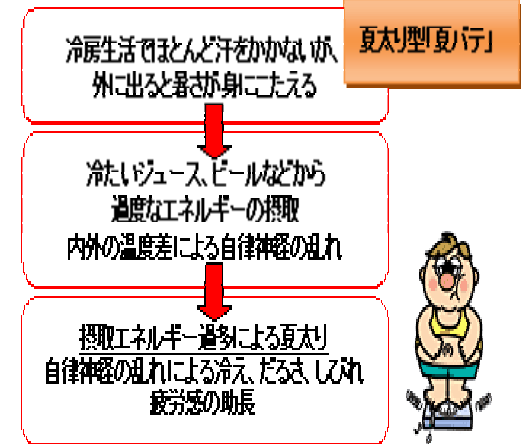 夏太り型「夏バテ」
冷房生活でほとんど汗をかかないが、
外に出ると暑さが身にこたえる
冷たいジュース、ビールなどから
過度なエネルギーの摂取
内外の温度差による自律神経の乱れ
摂取エネルギー過多による夏太り
自律神経の乱れによる冷え、だるさ、しびれ
疲労感の助長